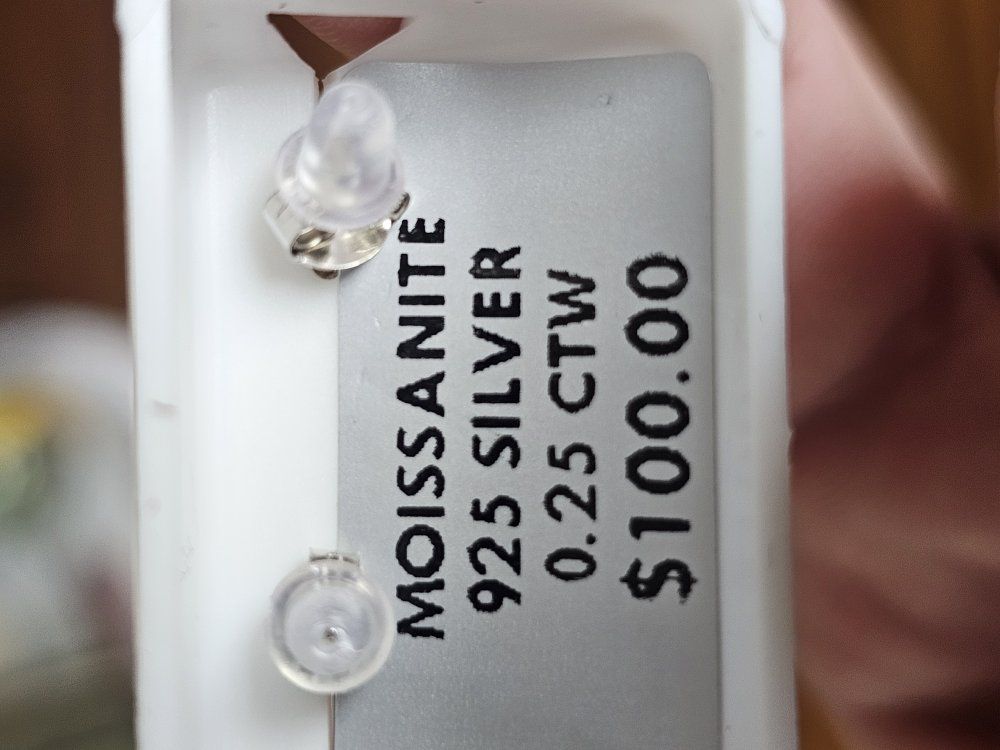 MOISSANITE
925 SILVER
0.25 CTW
$100.00